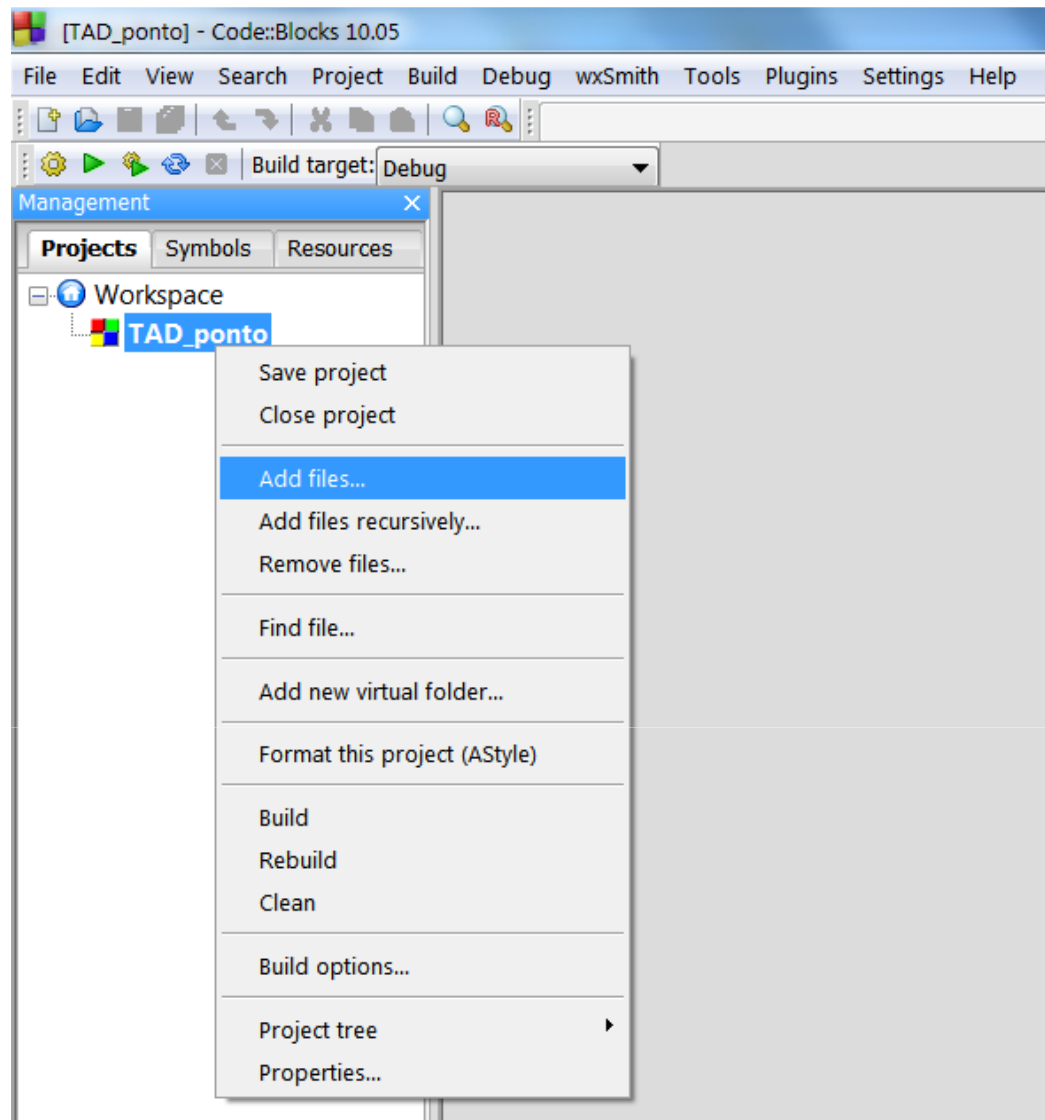 [TAD_ponto] - Code::Blocks 10.05
File Edit View Search Project Build Debug wxSmith Tools Plugins Settings Help
Build target: Debug
Management
Projects Symbols Resources
Workspace
TAD_ponto
Save project
Close project
Add files...
Add files recursively...
Remove files...
Find file...
Add new virtual folder...
Format this project (AStyle)
Build
Rebuild
Clean
Build options...
Project tree
Properties...